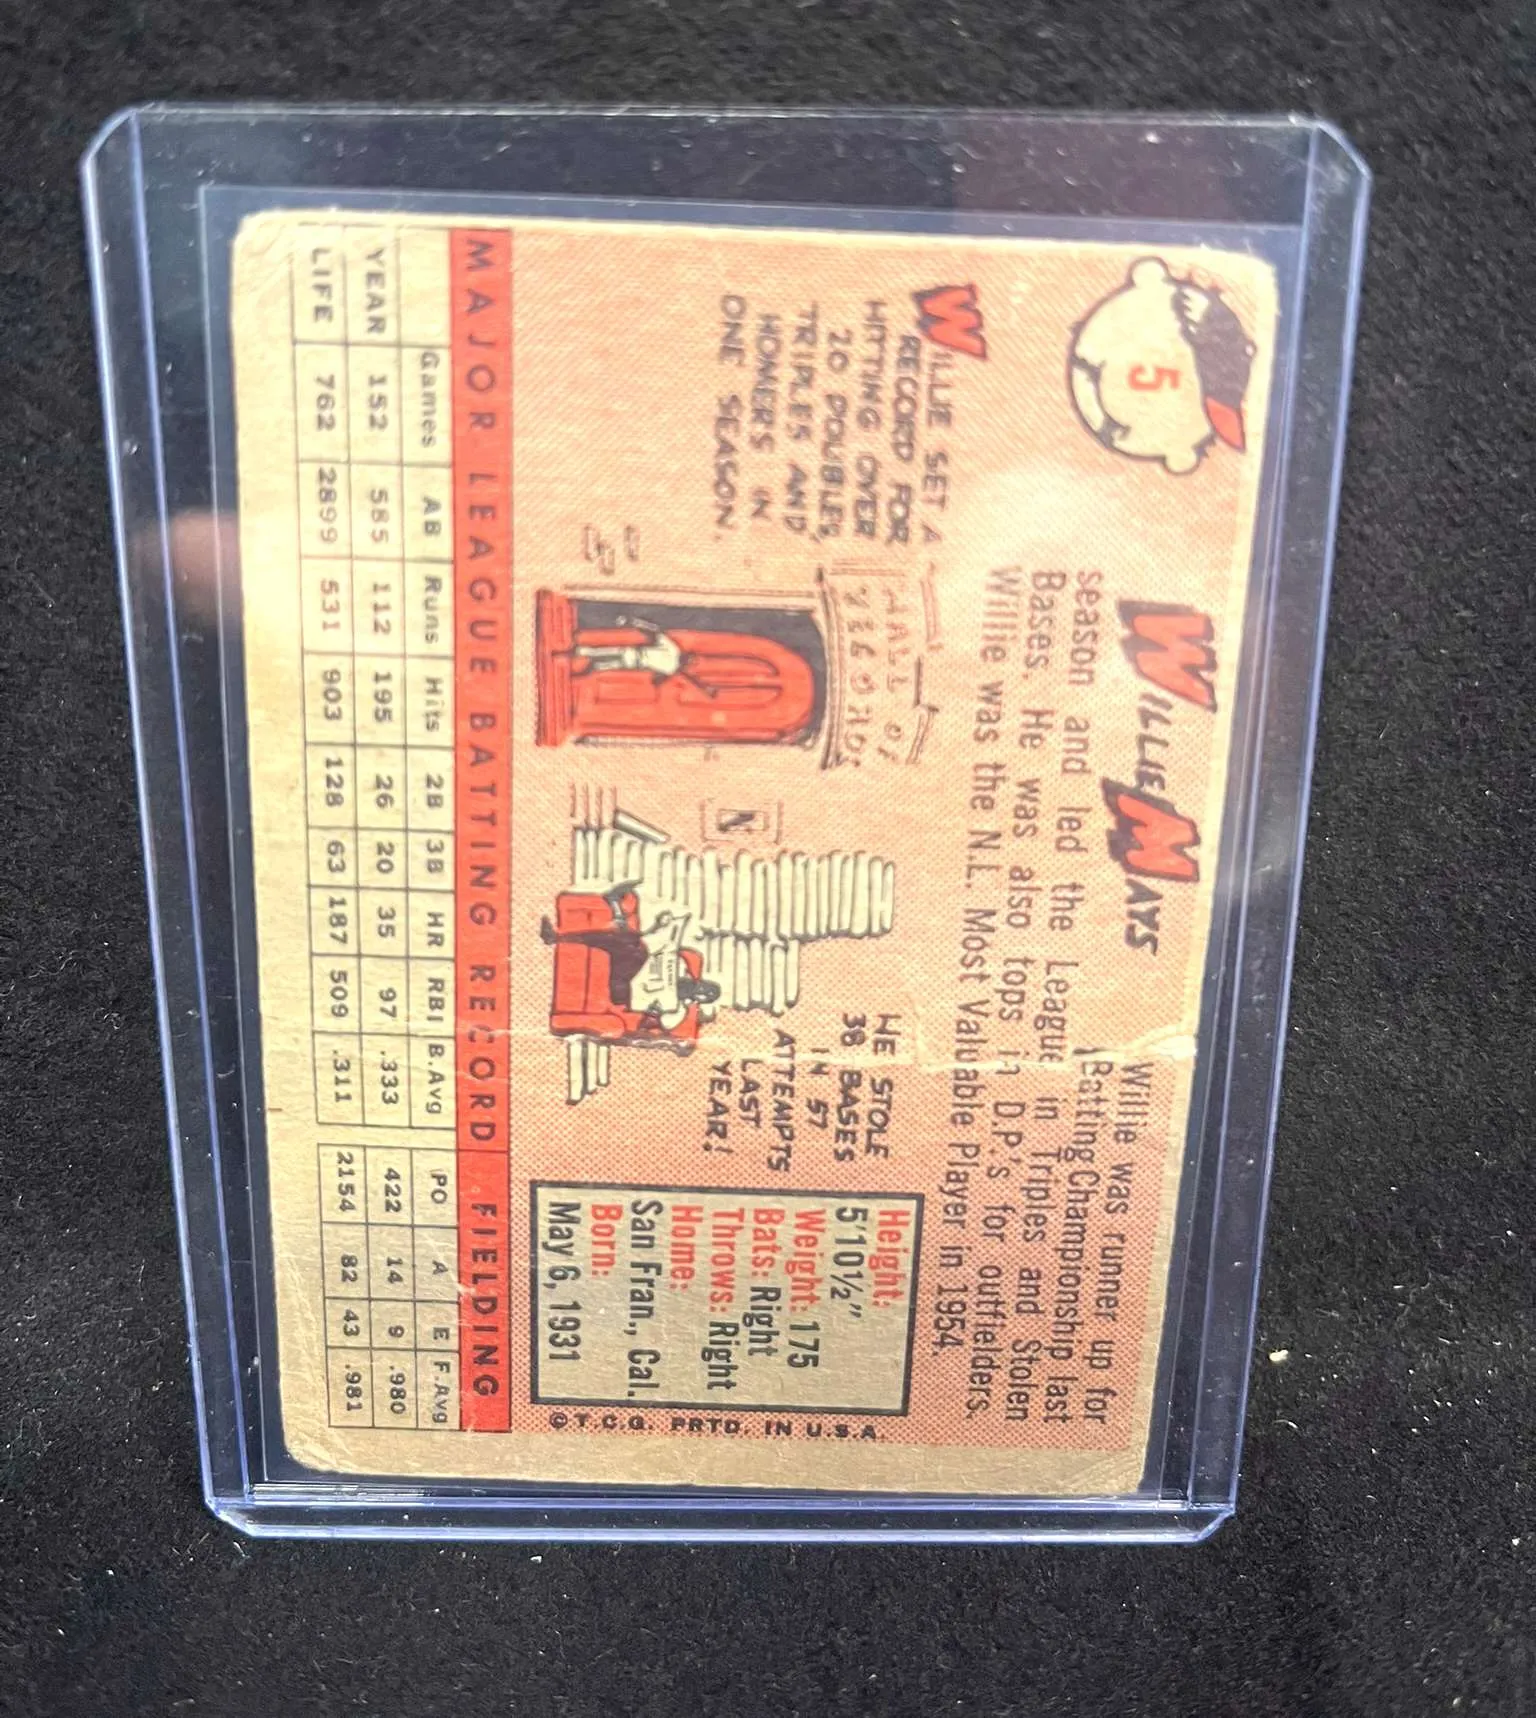 5
WILLIE MAYS
Willie was runner up for
Batting Championship last
season and led the League in Triples and Stolen
Bases. He was also tops in D.P.'s for outfielders.
Willie was the N.L. Most Valuable Player in 1954.
WILLIE SET A
RECORD FOR
HITTING OVER
20 DOUBLES,
TRIPLES AND
HOMERS IN
ONE SEASON.
HALL OF
RECORDS
HE STOLE
38 BASES
IN 57
ATTEMPTS
LAST
YEAR!
Height:
5'10½"
Weight: 175
Bats: Right
Throws: Right
Home:
San Fran., Cal.
Born:
May 6, 1931
© T.C.G. PRTD. IN U.S.A.
MAJOR LEAGUE BATTING RECORD FIELDING
Games AB Runs Hits 2B 3B HR RBI B.Avg PO A E F.Avg
YEAR 152 585 112 195 26 20 35 97 .333 422 14 9 .980
LIFE 762 2899 531 903 128 63 187 509 .311 2154 82 43 .981